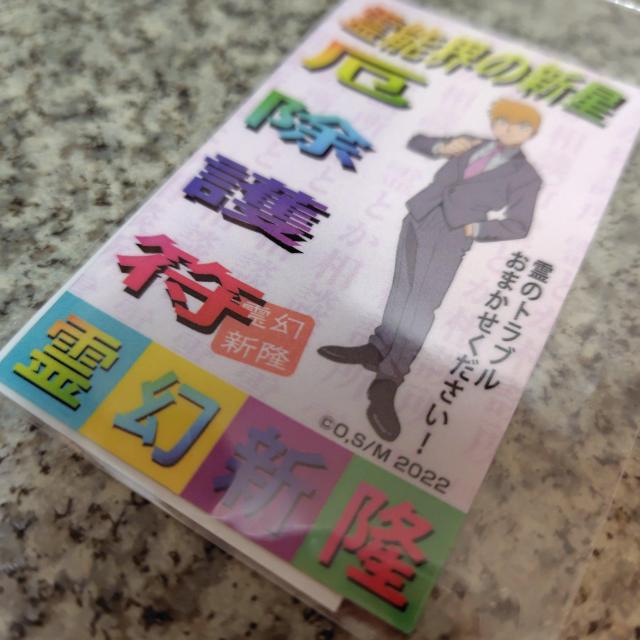 霊能界の新星
厄除護符
霊幻
新隆
霊のトラブル
おまかせください!
©O,S/M 2022
霊幻新隆